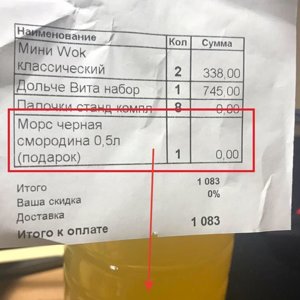 Наименование Кол Сумма
Мини Wok
классический 2 338,00
Дольче Вита набор 1 745,00
Палочки станд компл 8 0,00
Морс черная
смородина 0,5л
(подарок) 1 0,00
Итого 1 083
Ваша скидка 0%
Доставка
Итого к оплате 1 083